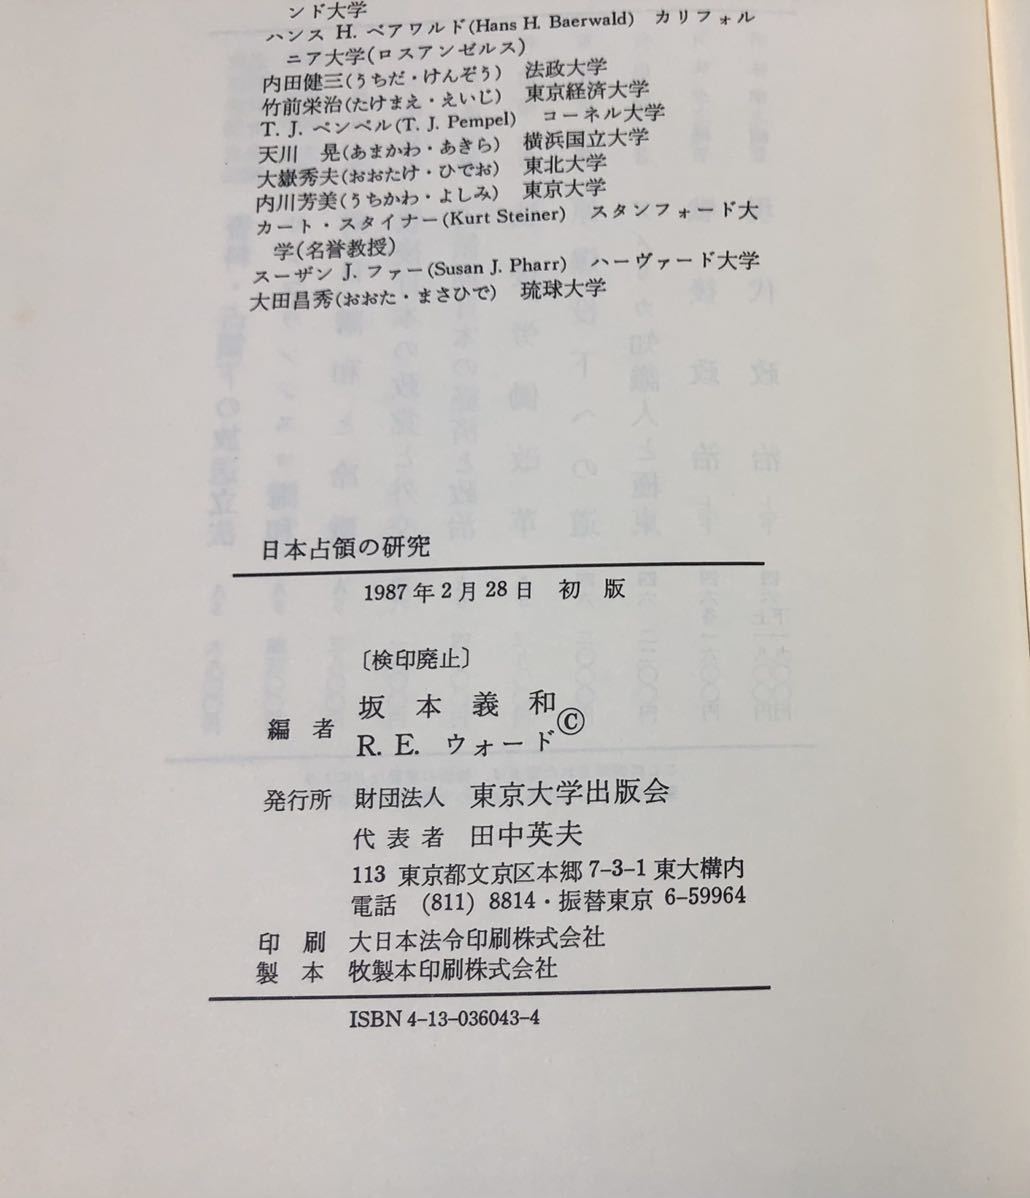 ンド大学
ハンス H. ベアワルド(Hans H. Baerwald) カリフォル
ニア大学(ロスアンゼルス)
内田健三(うちだ・けんぞう) 法政大学
竹前栄治(たけまえ・えいじ) 東京経済大学
T. J. ペンペル(T. J. Pempel) コーネル大学
天川 晃(あまかわ・あきら) 横浜国立大学
大嶽秀夫(おおたけ・ひでお) 東北大学
内川芳美(うちかわ・よしみ) 東京大学
カート・スタイナー(Kurt Steiner) スタンフォード大
学(名誉教授)
スーザン J. ファー(Susan J. Pharr) ハーヴァード大学
大田昌秀(おおた・まさひで) 琉球大学
日本占領の研究
1987年2月28日 初版
〔検印廃止〕
編者 坂本義和
R. E. ウォード ©
発行所 財団法人 東京大学出版会
代表者 田中英夫
113 東京都文京区本郷7-3-1 東大構内
電話 (811) 8814・振替東京 6-59964
印刷 大日本法令印刷株式会社
製本 牧製本印刷株式会社
ISBN 4-13-036043-4